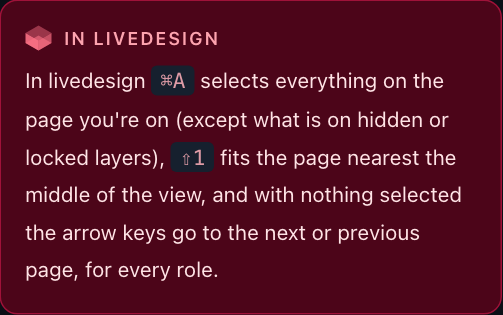 IN LIVEDESIGN
In livedesign ⌘A selects everything on the
page you're on (except what is on hidden or
locked layers), ⇧1 fits the page nearest the
middle of the view, and with nothing selected
the arrow keys go to the next or previous
page, for every role.